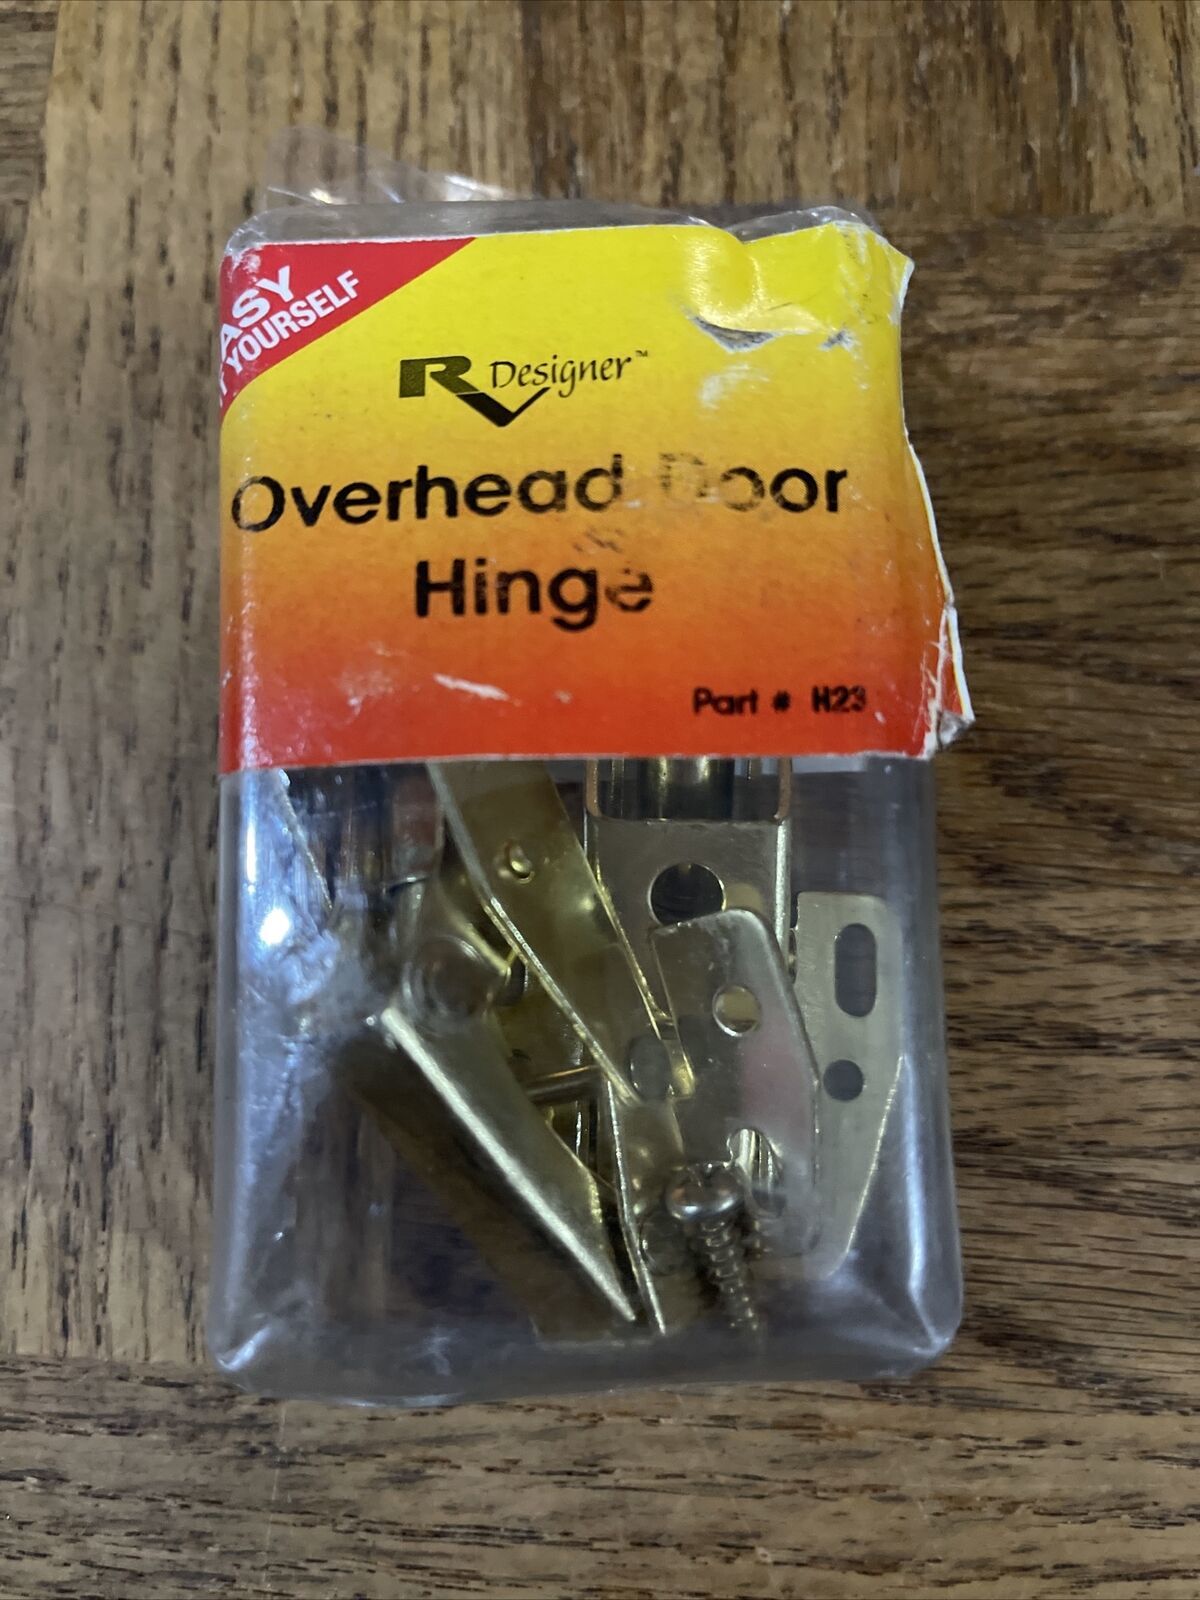 ASY
T YOURSELF
RV Designer™
Overhead Door
Hinge
Part # H23